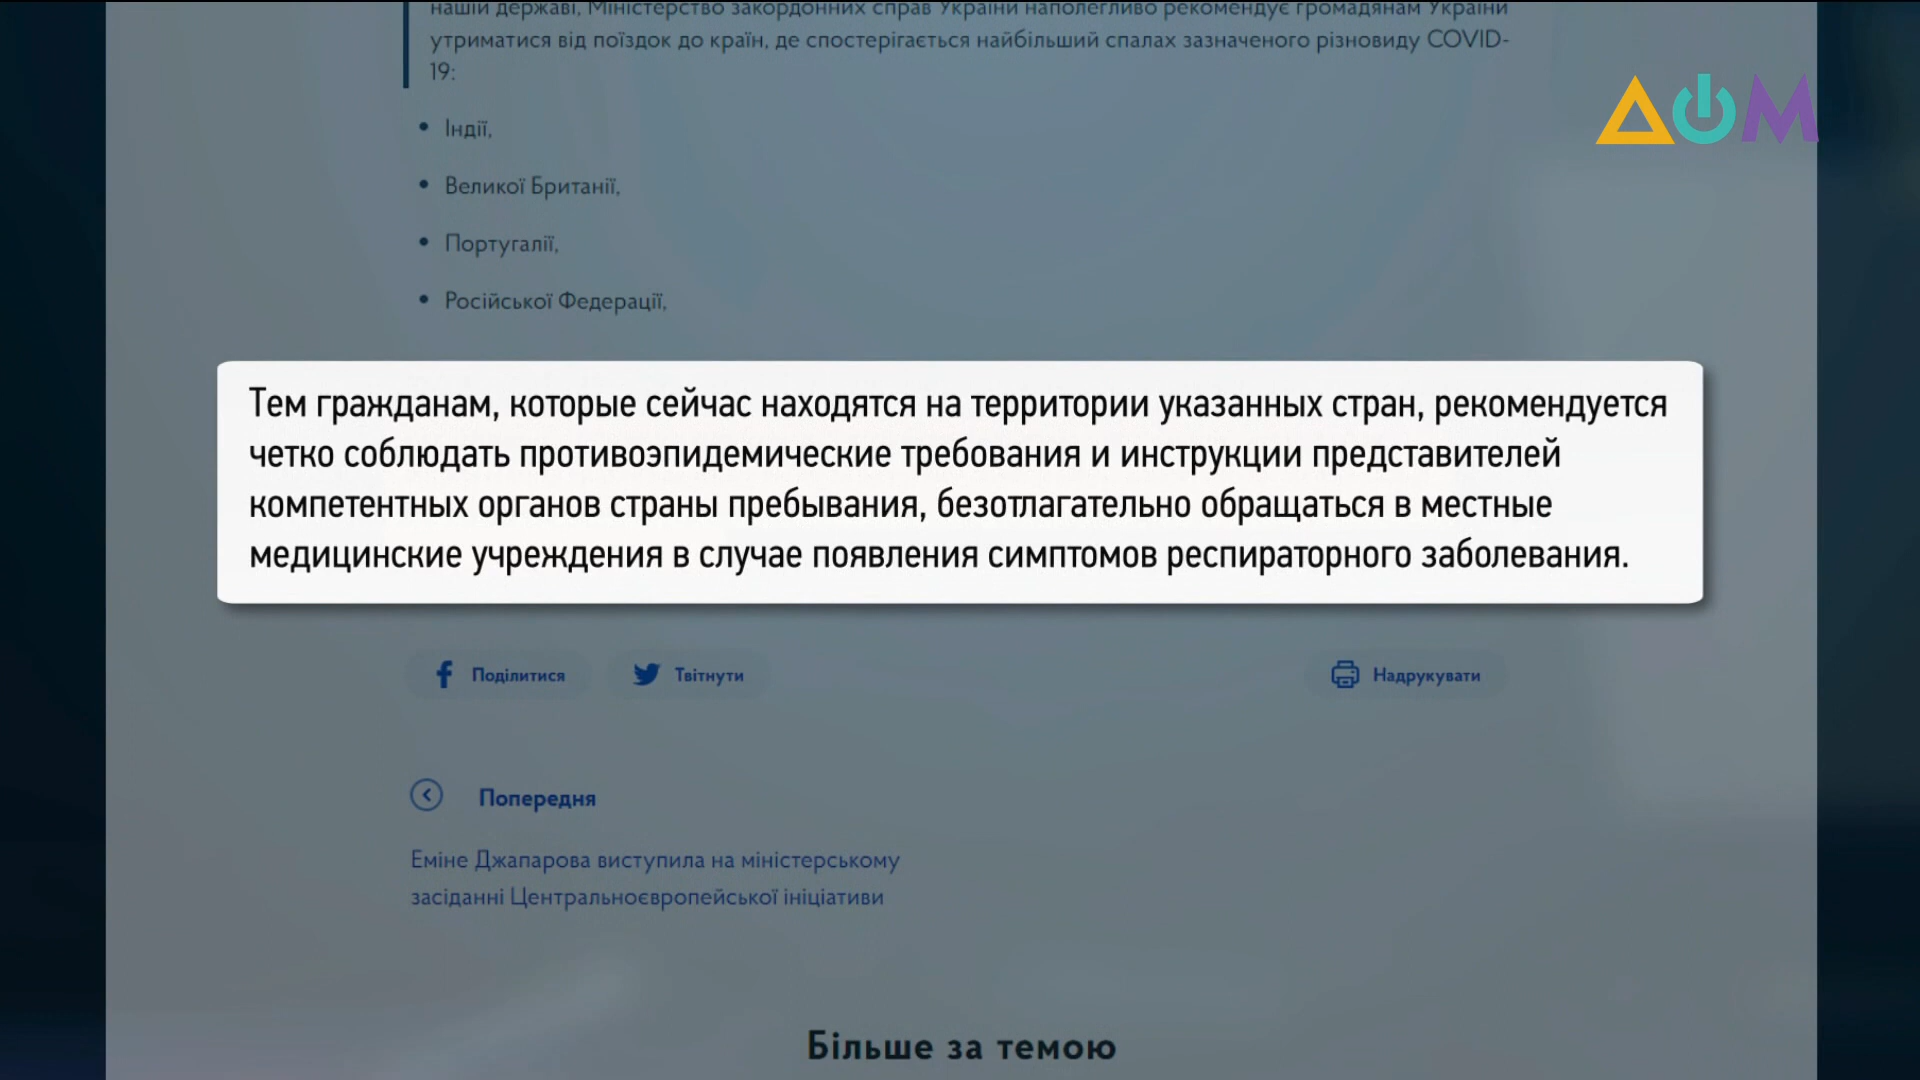 нашій державі, Міністерство закордонних справ України наполегливо рекомендує громадянам України
утриматися від поїздок до країн, де спостерігається найбільший спалах зазначеного різновиду COVID-
19:
ДОМ
• Індії,
• Великої Британії,
• Португалії,
• Російської Федерації,
Тем гражданам, которые сейчас находятся на территории указанных стран, рекомендуется
четко соблюдать противоэпидемические требования и инструкции представителей
компетентных органов страны пребывания, безотлагательно обращаться в местные
медицинские учреждения в случае появления симптомов респираторного заболевания.
Поділитися
Твітнути
Надрукувати
Попередня
Еміне Джапарова виступила на міністерському
засіданні Центральноєвропейської ініціативи
Більше за темою